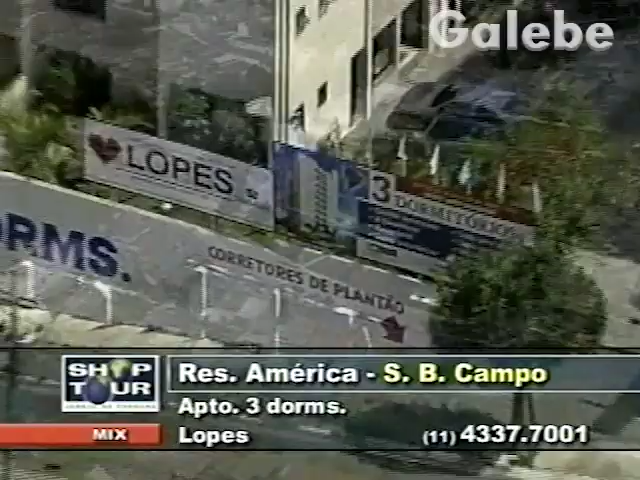 Galebe
LOPES
3
DORMITÓRIOS
ORMS.
CORRETORES DE PLANTÃO
SHOP
TOUR
Res. América - S. B. Campo
Apto. 3 dorms.
MIX
Lopes
(11) 4337.7001